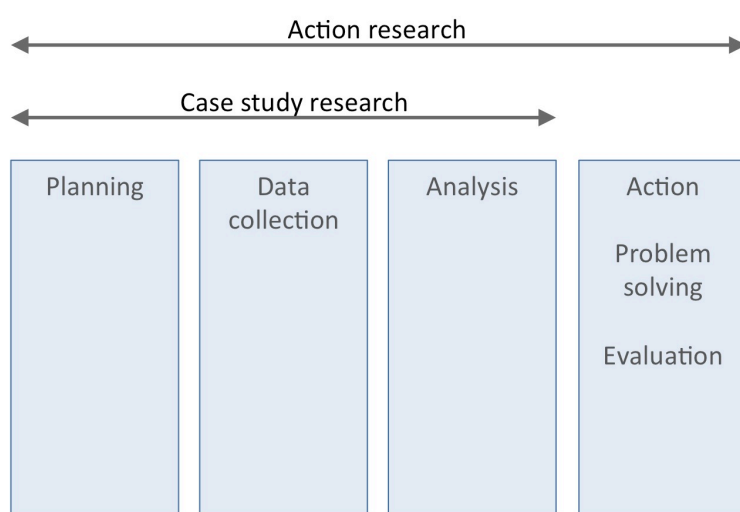 Action research
Case study research
Planning
Data
collection
Analysis
Action
Problem
solving
Evaluation